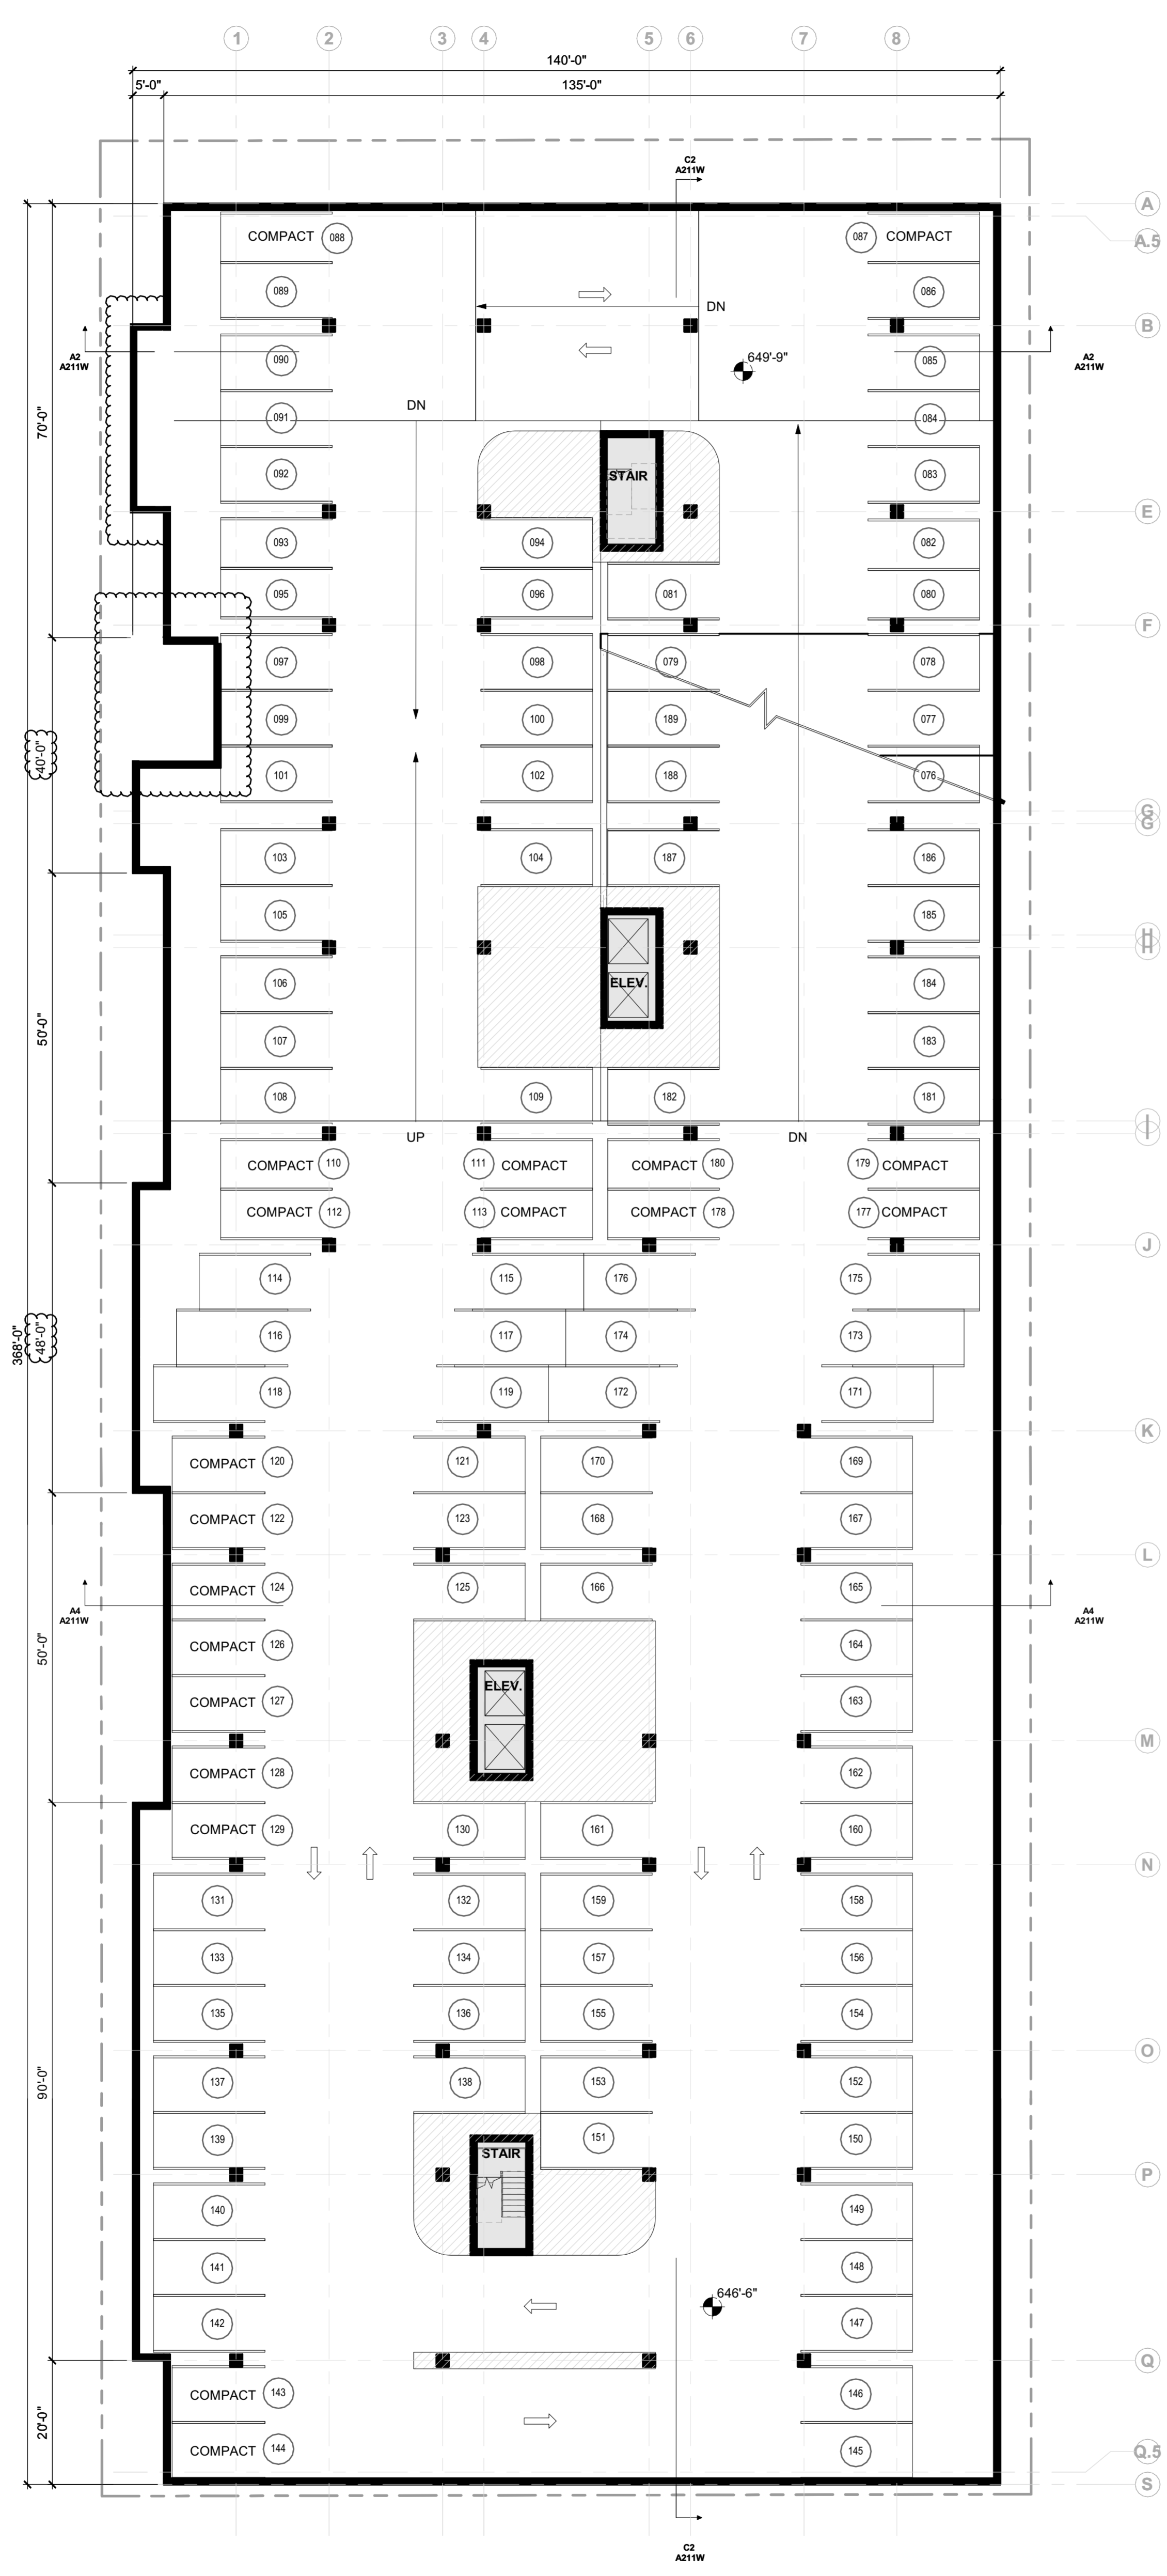 1 2 3 4 5 6 7 8
140'-0"
5'-0" 135'-0"
C2
A211W
A
COMPACT 088 087 COMPACT
A.5
089 086
DN
B
A2
A211W
090 085
A2
A211W
649'-9"
DN
091 084
70'-0"
092 STAIR 083
E
093 094 082
095 096 081 080
F
097 098 079 078
099 100 189 077
40'-0"
101 102 188 076
G
G
103 104 187 186
105 185
H
H
106 ELEV. 184
50'-0"
107 183
108 109 182 181
UP DN
I
I
COMPACT 110 111 COMPACT COMPACT 180 179 COMPACT
COMPACT 112 113 COMPACT COMPACT 178 177 COMPACT
J
114 115 176 175
368'-0"
48'-0"
116 117 174 173
118 119 172 171
K
COMPACT 120 121 170 169
COMPACT 122 123 168 167
L
A4
A211W
COMPACT 124 125 166 165
A4
A211W
50'-0"
COMPACT 126 164
ELEV.
COMPACT 127 163
M
COMPACT 128 162
COMPACT 129 130 161 160
N
131 132 159 158
133 134 157 156
135 136 155 154
O
90'-0"
137 138 153 152
139 151 150
STAIR
P
140 149
141 148
646'-6"
142 147
Q
COMPACT 143 146
20'-0"
COMPACT 144 145
Q.5
S
C2
A211W